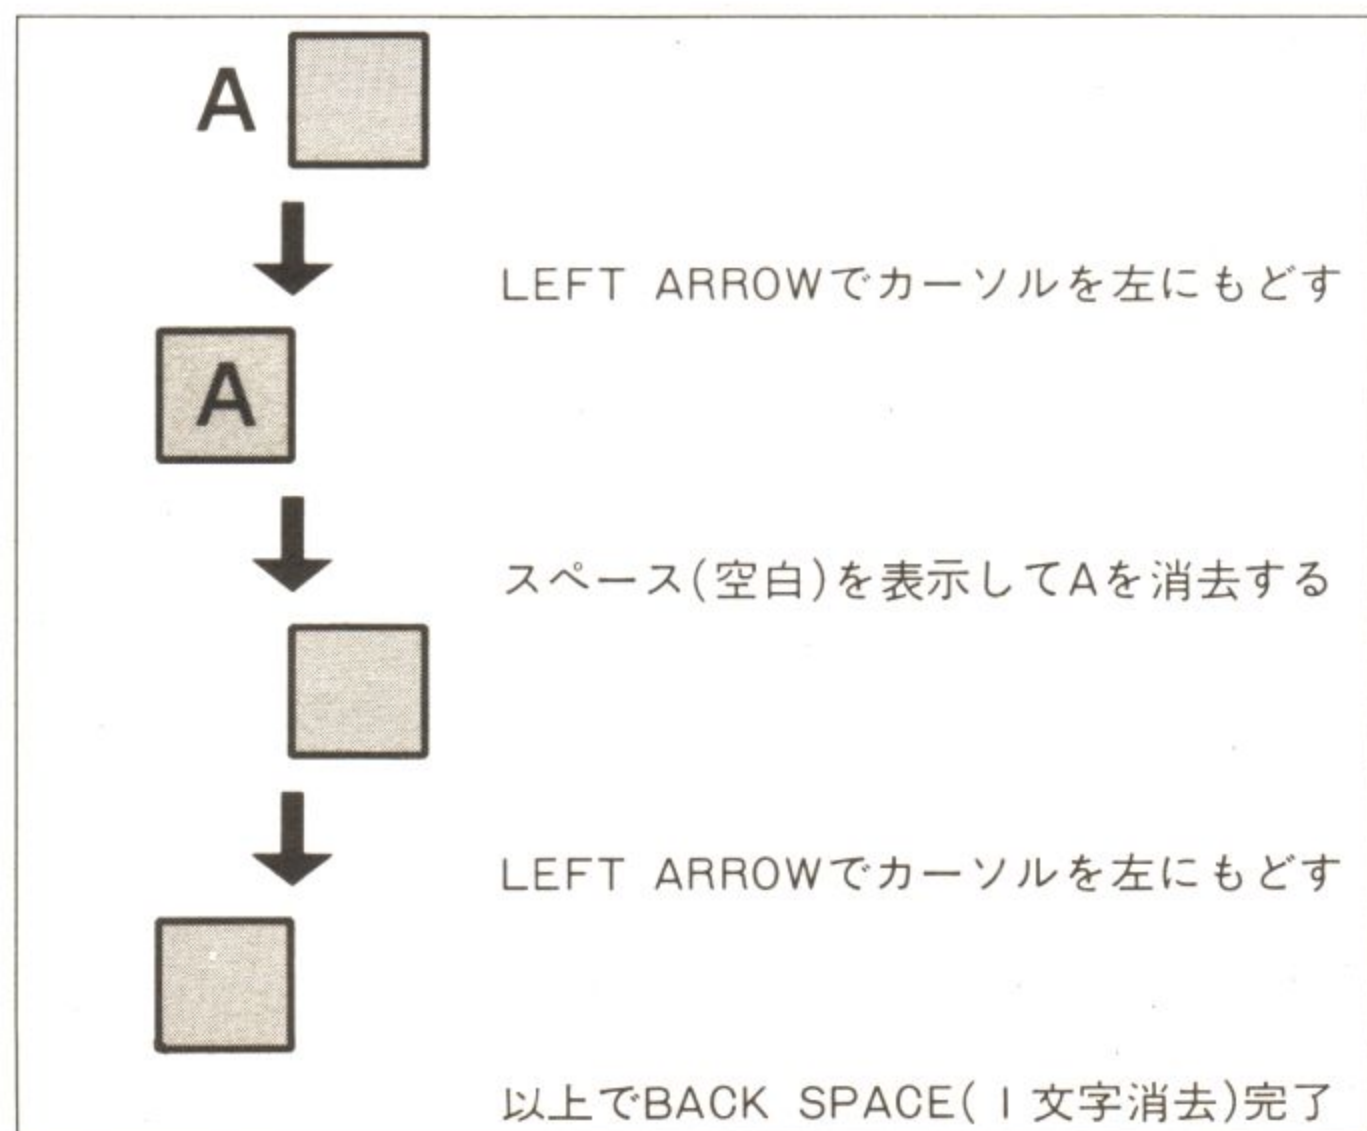 A
LEFT ARROWでカーソルを左にもどす
A
スペース(空白)を表示してAを消去する
LEFT ARROWでカーソルを左にもどす
以上でBACK SPACE(1文字消去)完了